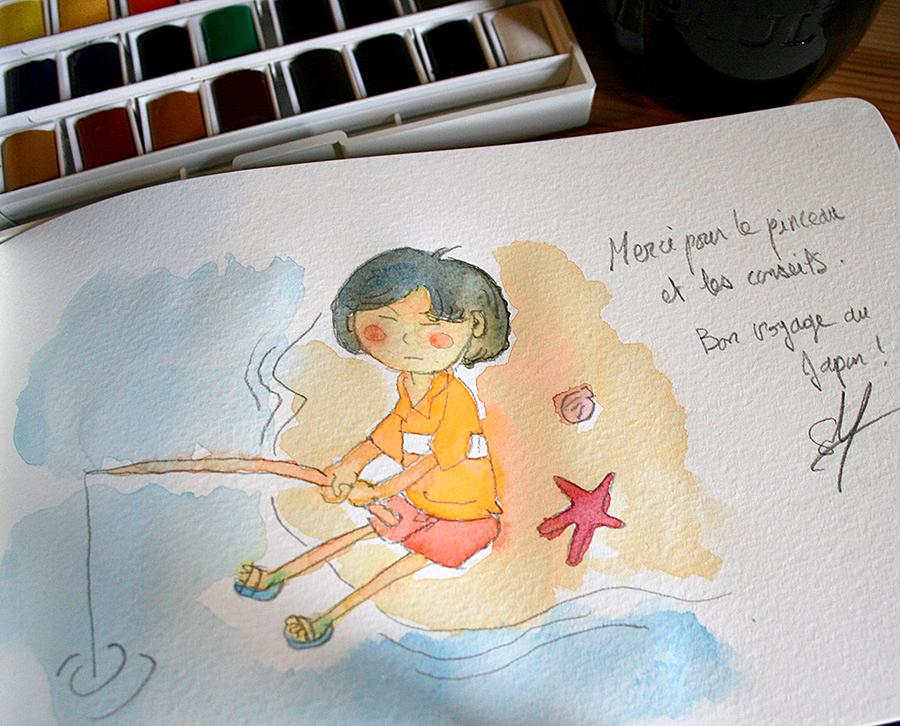 Merci pour le pinceau
et les conseils.
Bon voyage au
Japon !